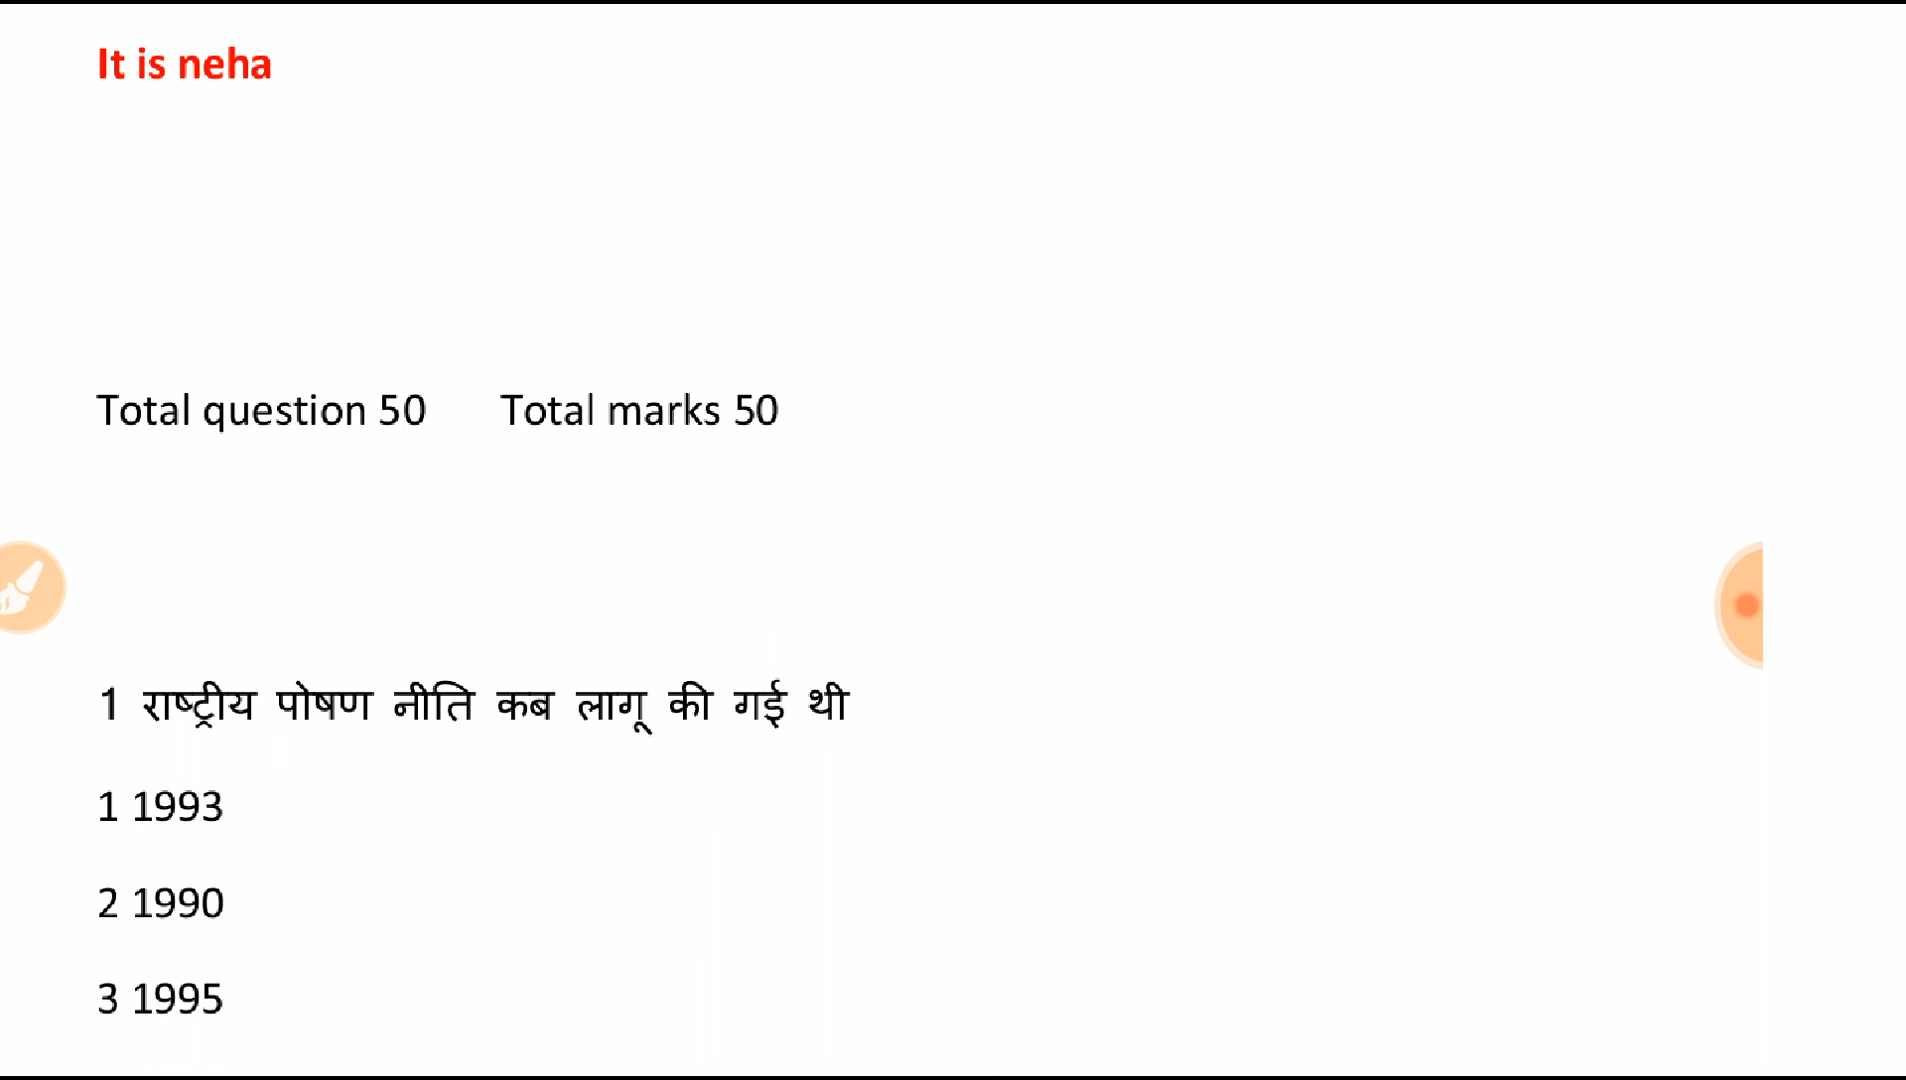 It is neha
Total question 50 Total marks 50
1 राष्ट्रीय पोषण नीति कब लागू की गई थी
1 1993
2 1990
3 1995